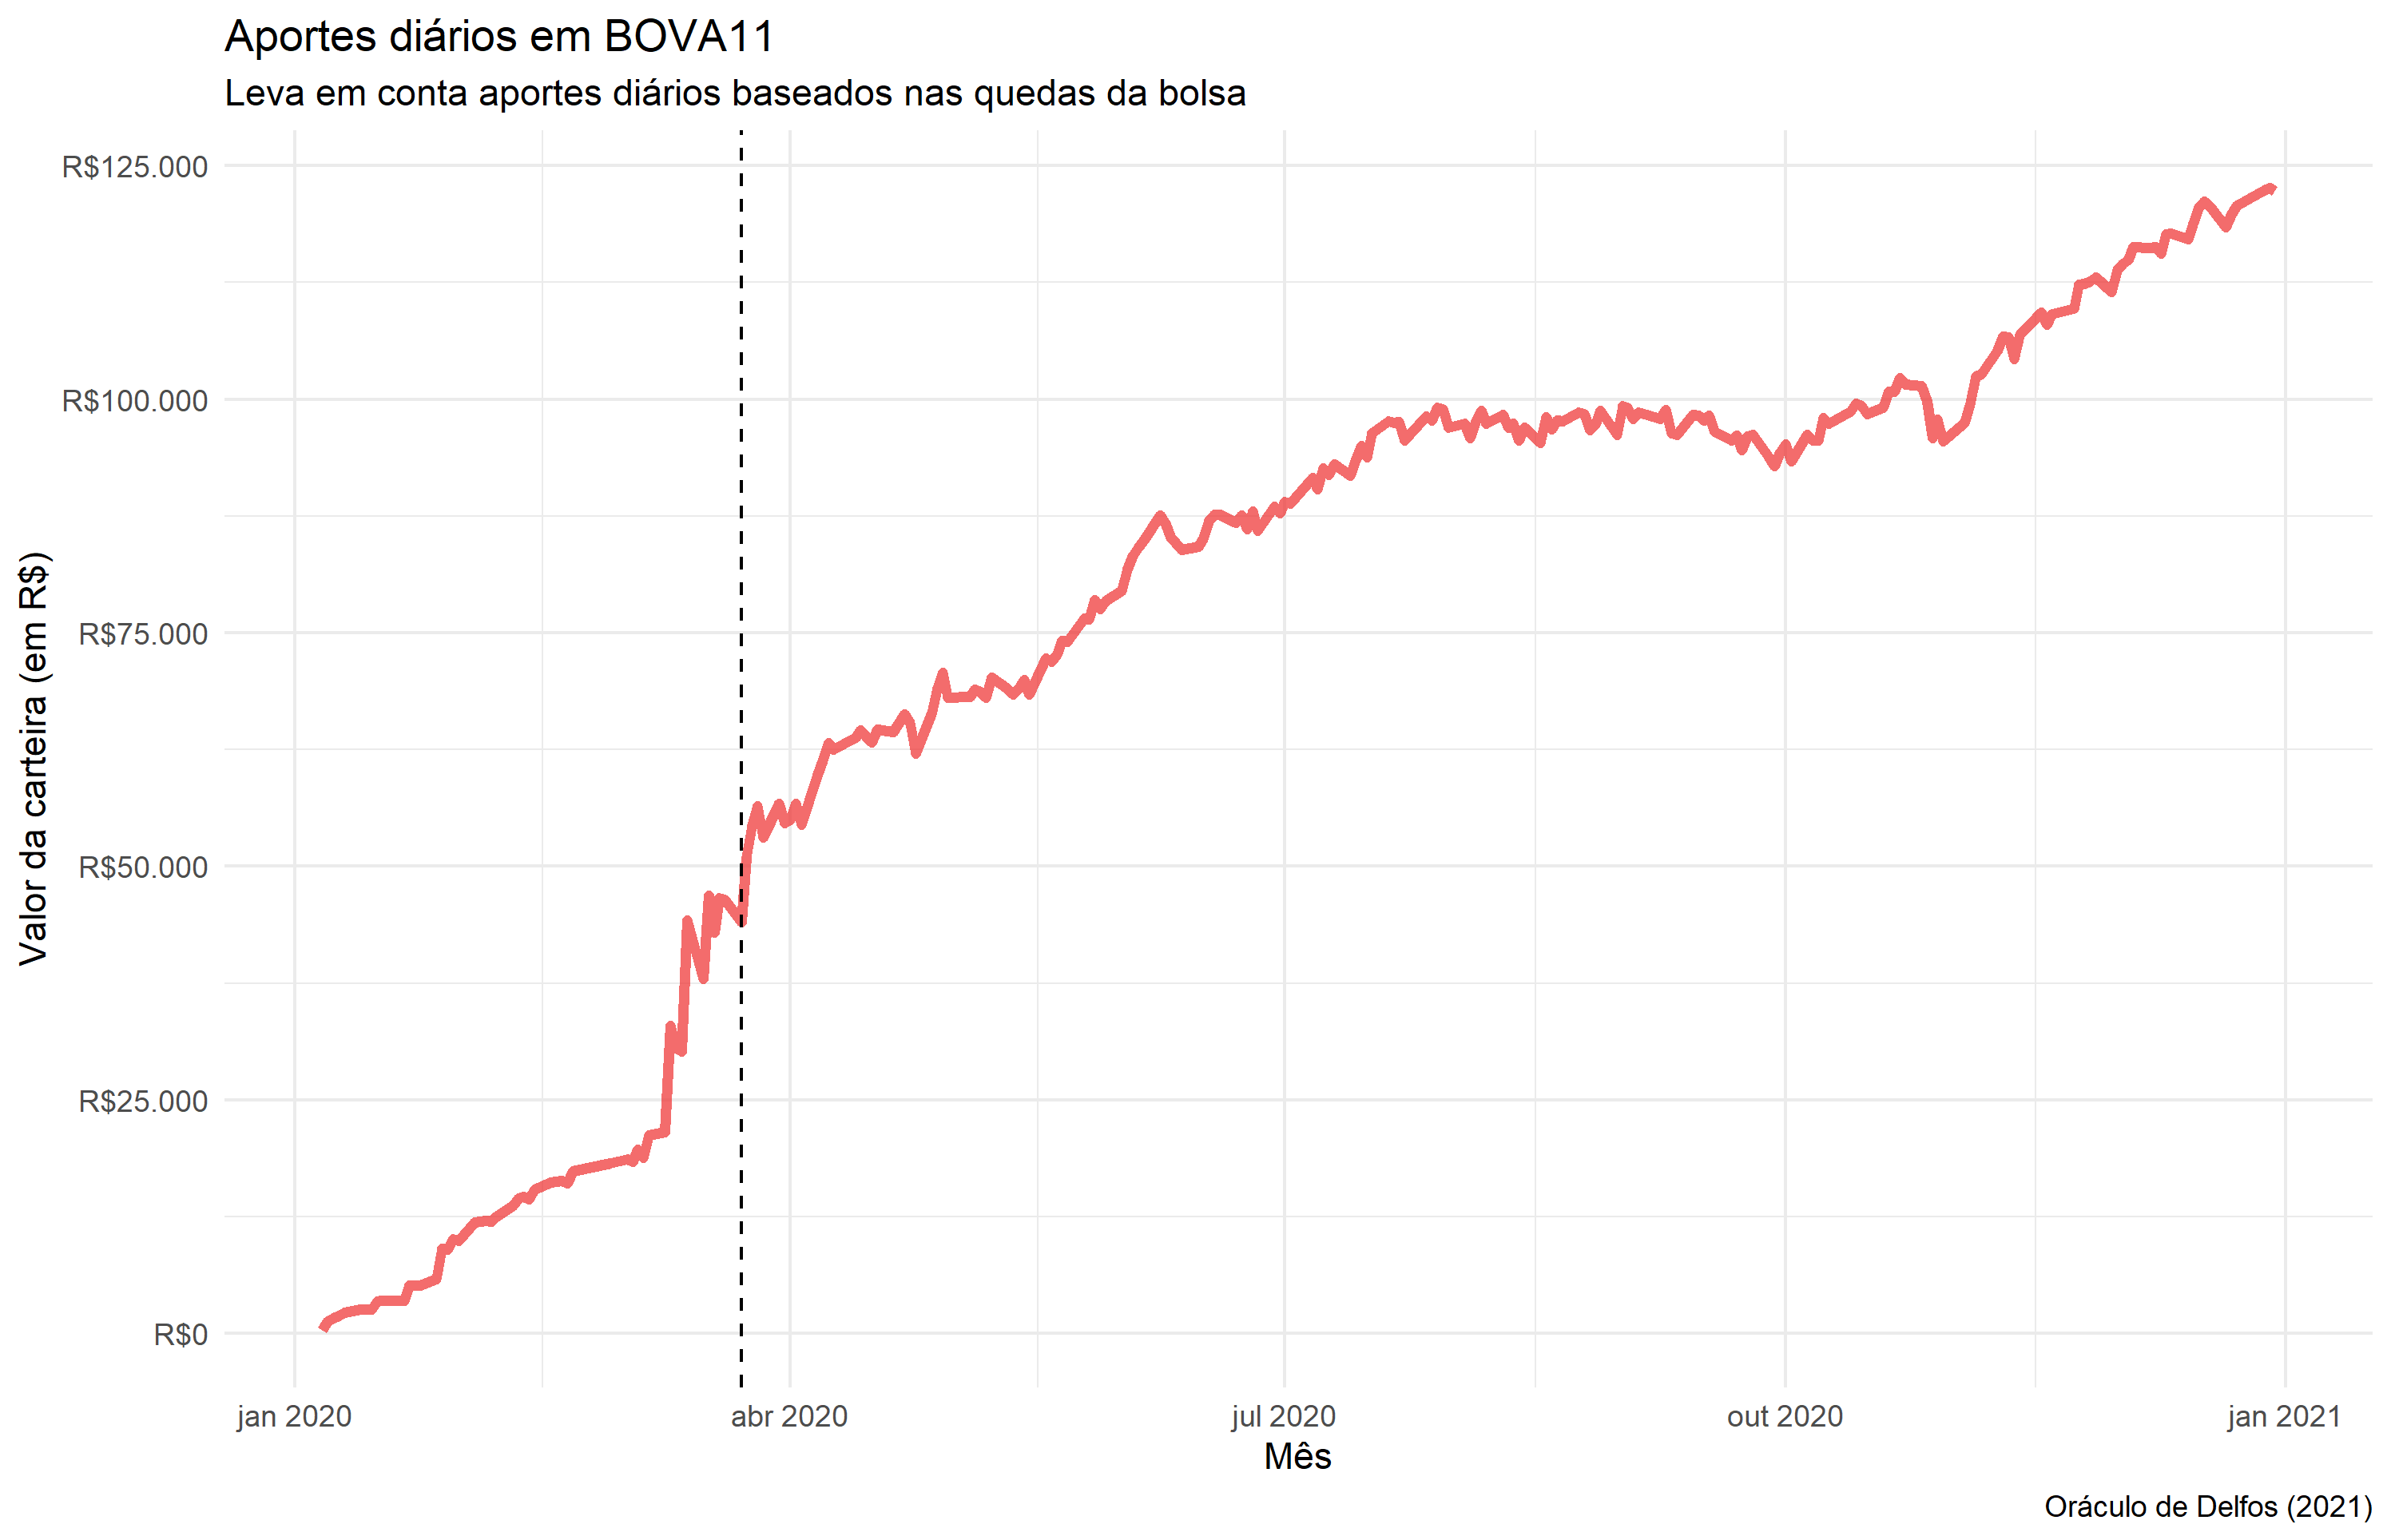 Aportes diários em BOVA11
Leva em conta aportes diários baseados nas quedas da bolsa
Valor da carteira (em R$)
R$125.000
R$100.000
R$75.000
R$50.000
R$25.000
R$0
jan 2020
abr 2020
jul 2020
out 2020
jan 2021
Mês
Oráculo de Delfos (2021)